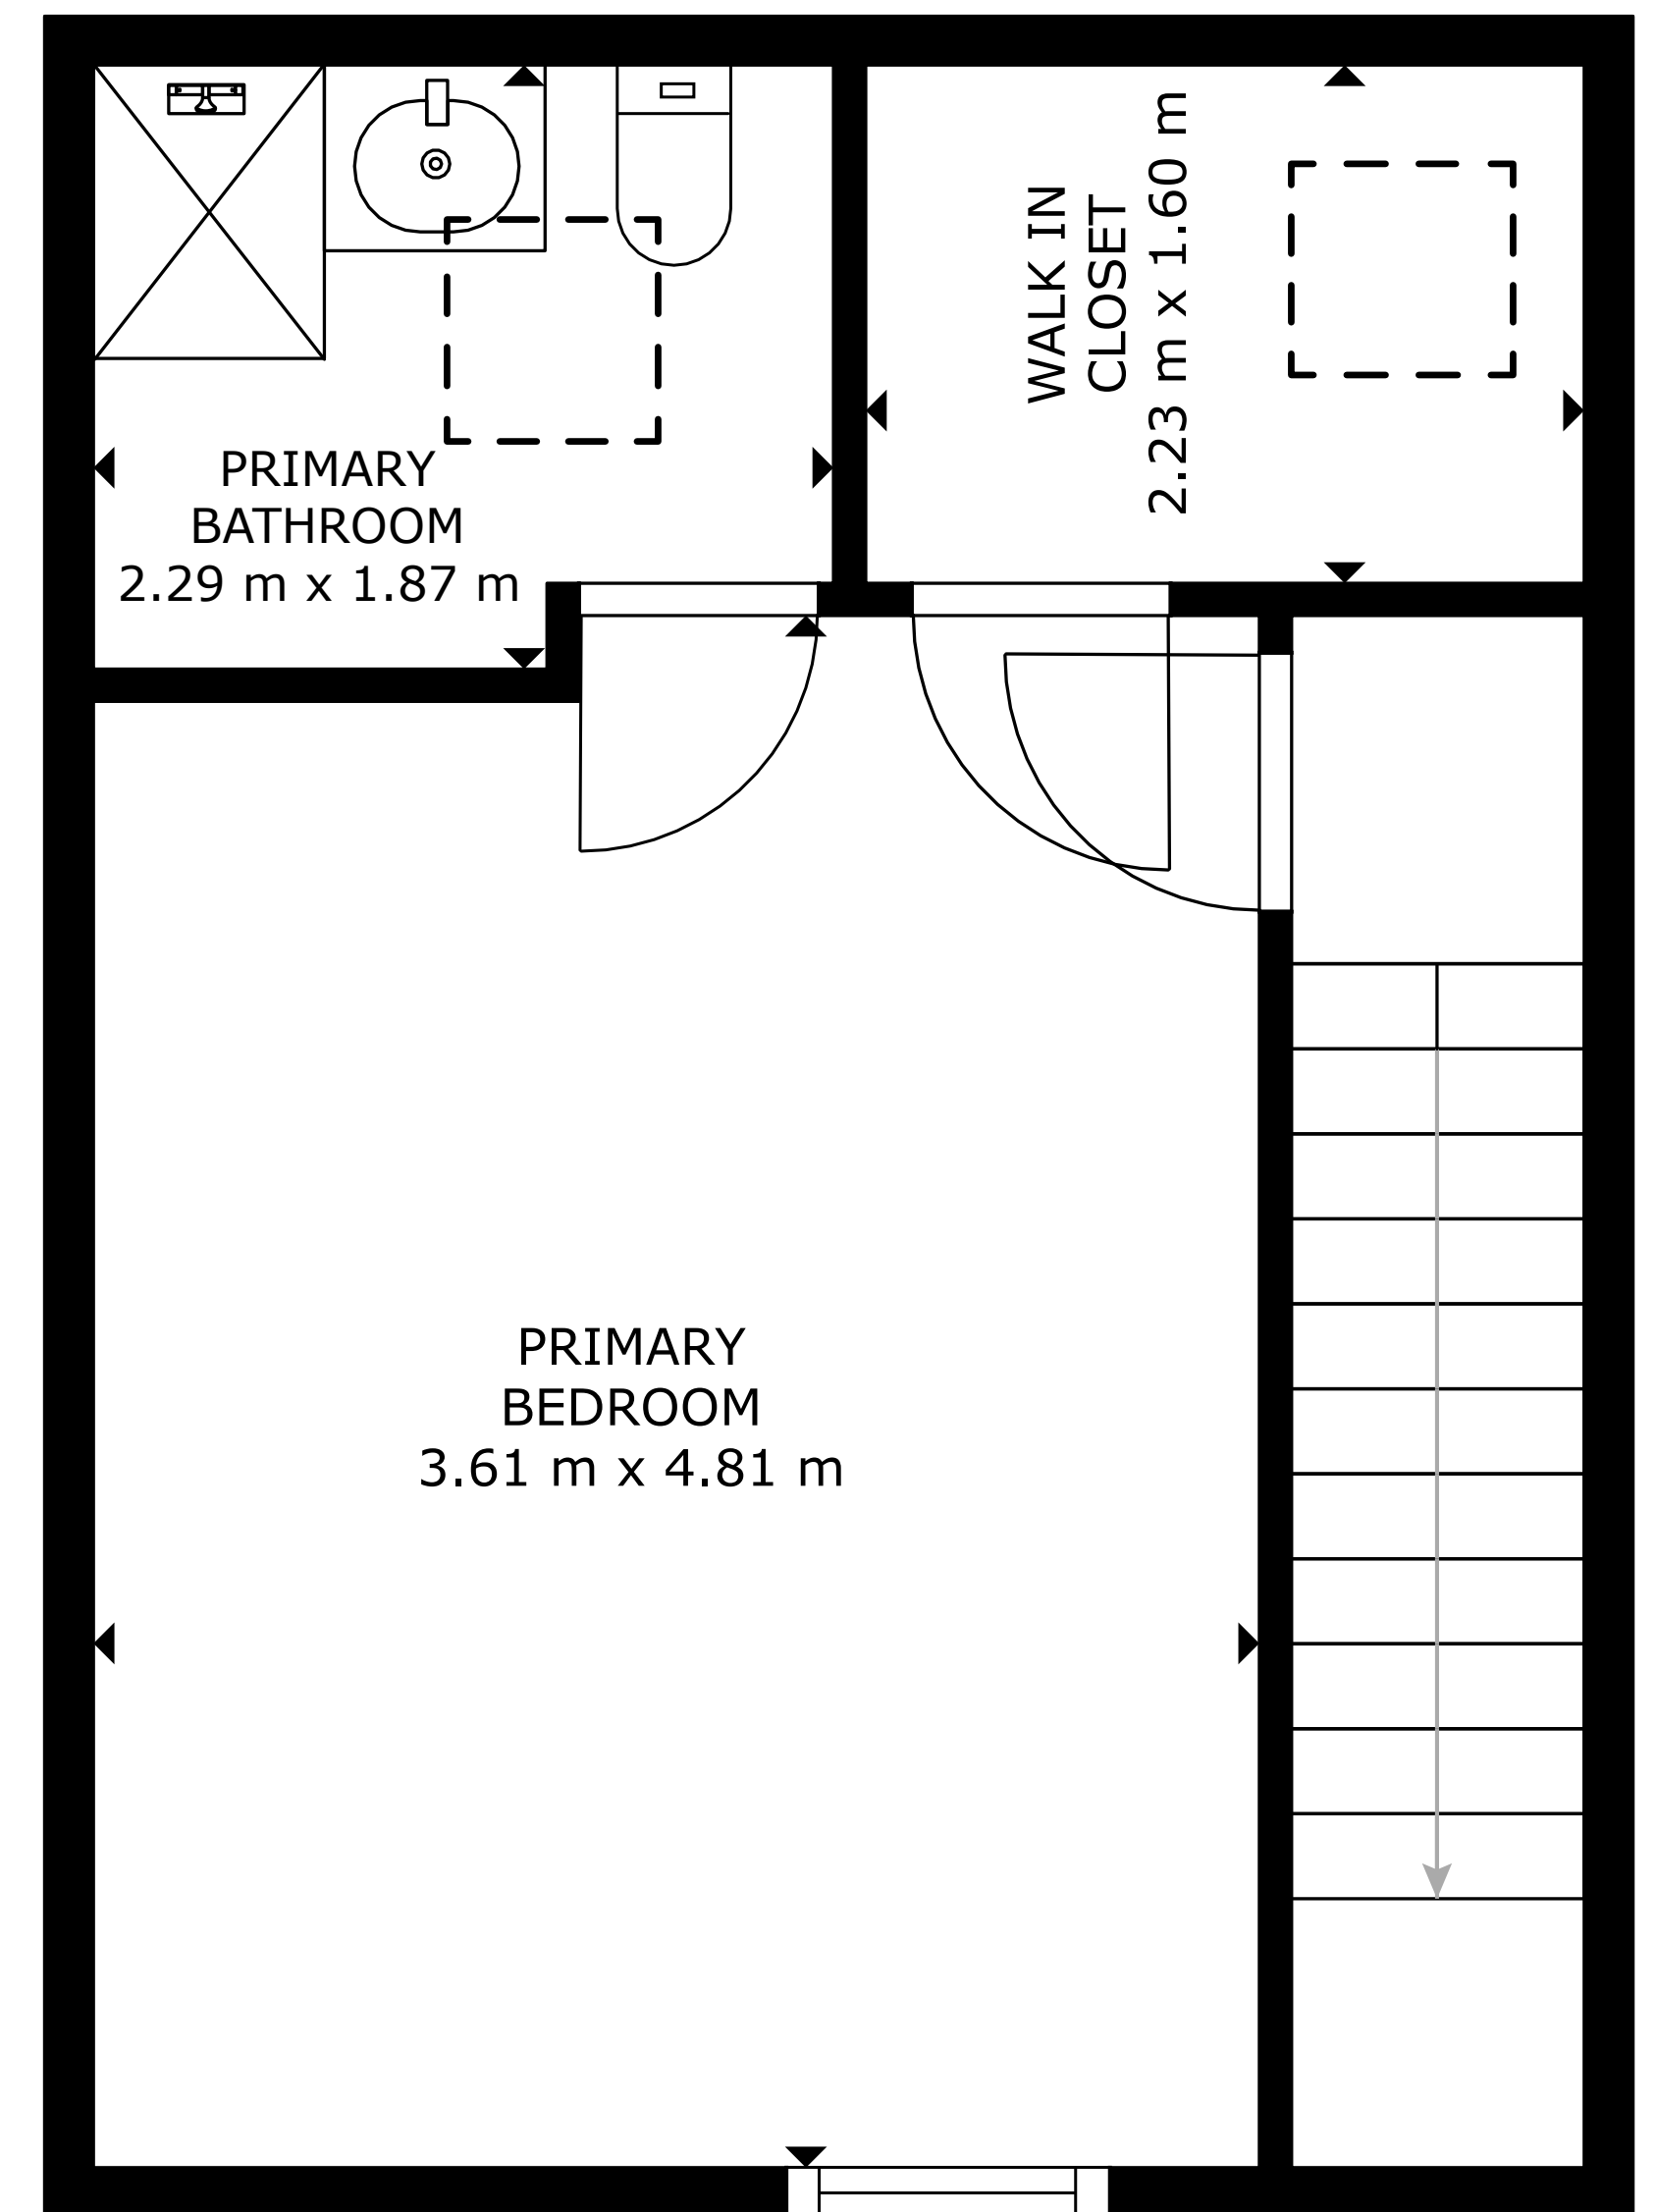 WALK IN
CLOSET
2.23 m x 1.60 m
PRIMARY
BATHROOM
2.29 m x 1.87 m
PRIMARY
BEDROOM
3.61 m x 4.81 m